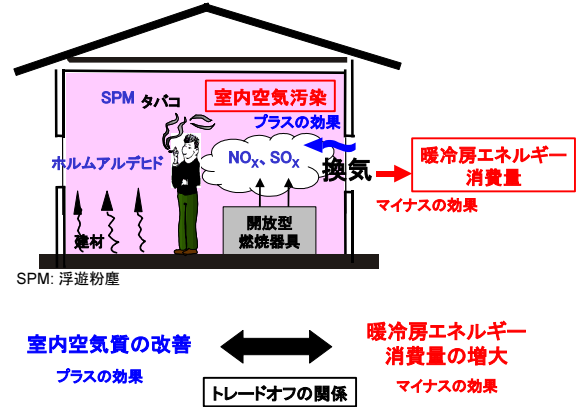 SPM タバコ
室内空気汚染
プラスの効果
ホルムアルデヒド
NOX、SOX
換気
暖冷房エネルギー
消費量
マイナスの効果
建材
開放型
燃焼器具
SPM: 浮遊粉塵
室内空気質の改善
プラスの効果
トレードオフの関係
暖冷房エネルギー
消費量の増大
マイナスの効果